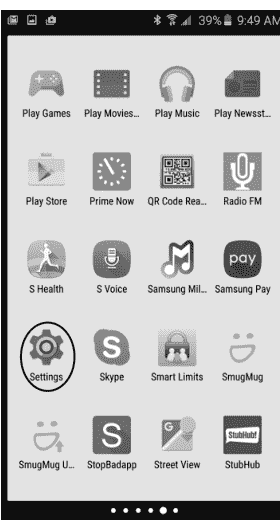 39% 9:49 AM
Play Games Play Movies... Play Music Play Newsst...
Play Store Prime Now QR Code Rea... Radio FM
S Health S Voice Samsung Mil... Samsung Pay
pay
Settings Skype Smart Limits SmugMug
S
SmugMug U... StopBadapp Street View StubHub
S G StubHub!